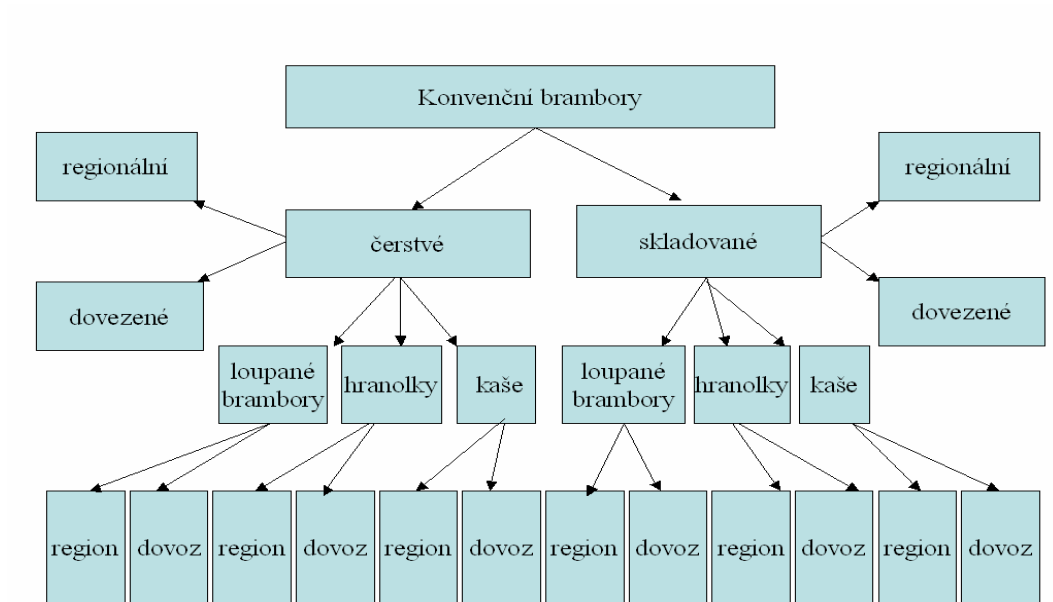 Konvenční brambory
regionální
regionální
čerstvé
skladované
dovezené
dovezené
loupané
brambory
hranolky
kaše
loupané
brambory
hranolky
kaše
region
dovoz
region
dovoz
region
dovoz
region
dovoz
region
dovoz
region
dovoz